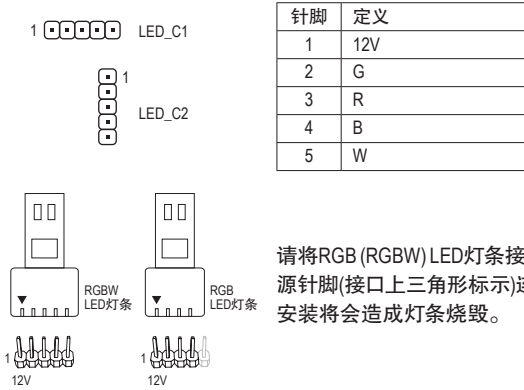 1 LED_C1
1
LED_C2
针脚 定义
1 12V
2 G
3 R
4 B
5 W
RGBW
LED灯条
RGB
LED灯条
1
12V
1
12V
请将RGB (RGBW) LED灯条接
源针脚(接口上三角形标示)
安装将会造成灯条烧毁。